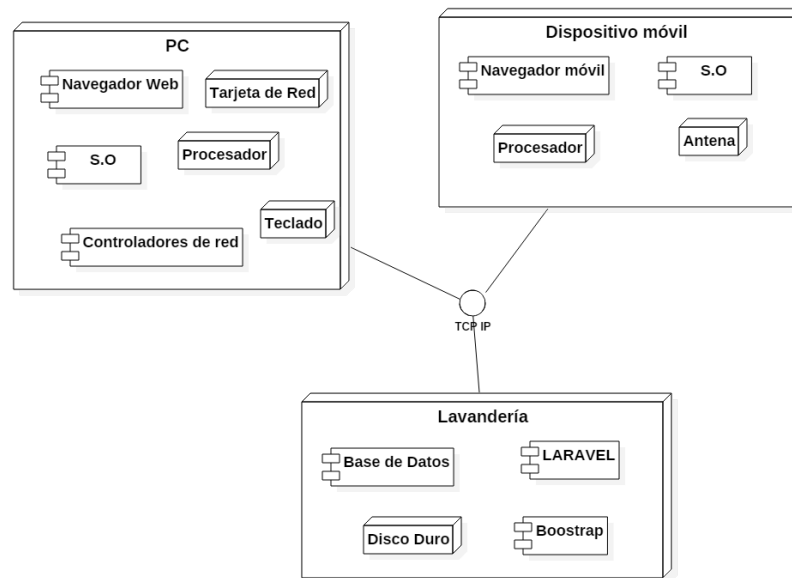 PC
Navegador Web
Tarjeta de Red
S.O
Procesador
Teclado
Controladores de red
Dispositivo móvil
Navegador móvil
S.O
Procesador
Antena
TCP IP
Lavandería
Base de Datos
LARAVEL
Disco Duro
Boostrap